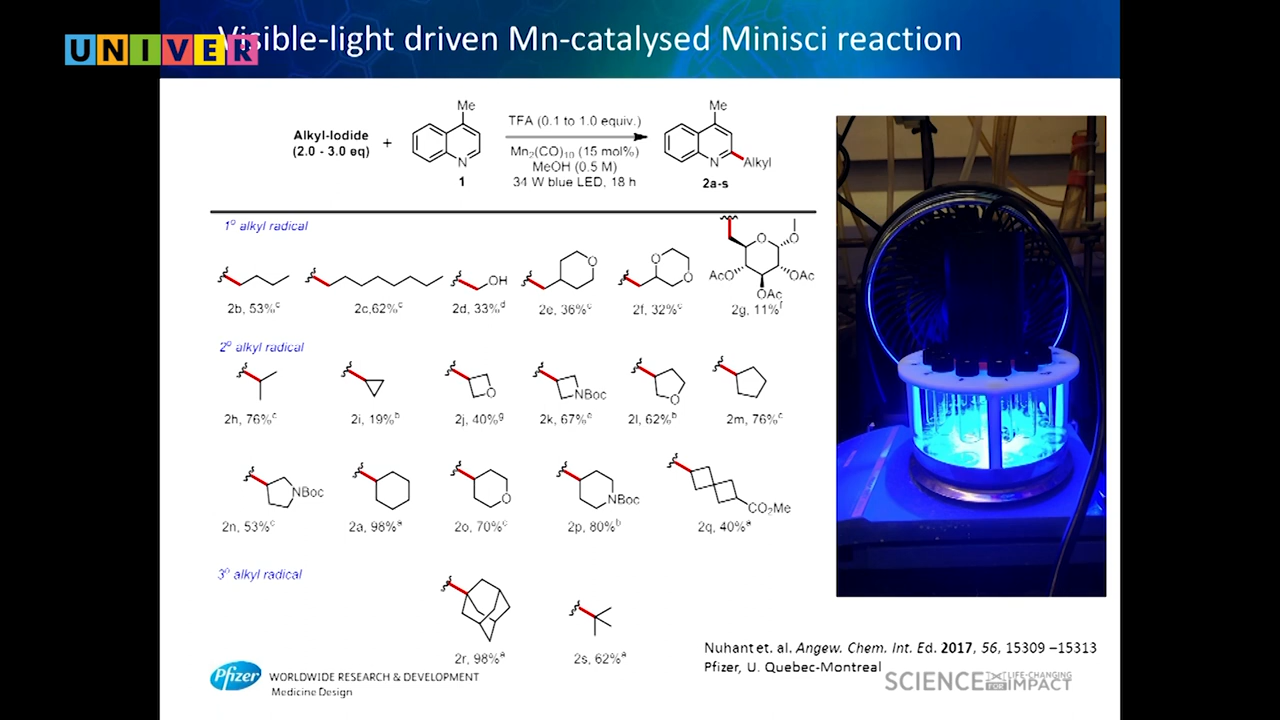 UNIVER
Visible-light driven Mn-catalysed Minisci reaction
Alkyl-Iodide
(2.0 - 3.0 eq)
+
Me
N
1
TFA (0.1 to 1.0 equiv.)
Mn2(CO)10 (15 mol%)
MeOH (0.5 M)
34 W blue LED, 18 h
Me
N
Alkyl
2a-s
1o alkyl radical
OH
O
O
O
O
O
AcO
OAc
OAc
2b, 53%c
2c,62%c
2d, 33%d
2e, 36%c
2f, 32%c
2g, 11%f
2o alkyl radical
O
NBoc
O
2h, 76%c
2i, 19%b
2j, 40%g
2k, 67%e
2l, 62%b
2m, 76%c
NBoc
O
NBoc
CO2Me
2n, 53%c
2a, 98%a
2o, 70%c
2p, 80%b
2q, 40%a
3o alkyl radical
2r, 98%a
2s, 62%a
Nuhant et. al. Angew. Chem. Int. Ed. 2017, 56, 15309 –15313
Pfizer, U. Quebec-Montreal
Pfizer
WORLDWIDE RESEARCH & DEVELOPMENT
Medicine Design
SCIENCE FOR LIFE-CHANGING IMPACT